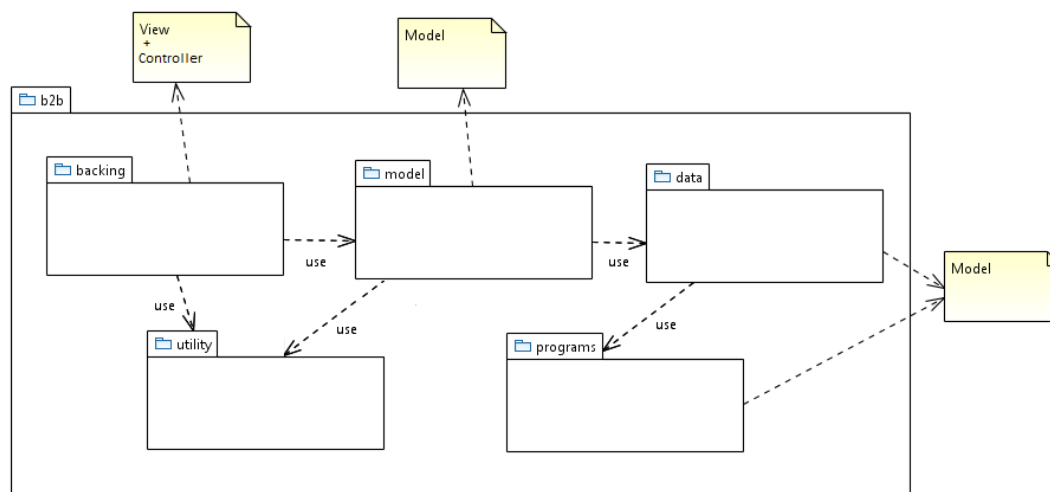 View
+
Controller
Model
b2b
backing
model
data
use
use
Model
use
use
use
utility
programs